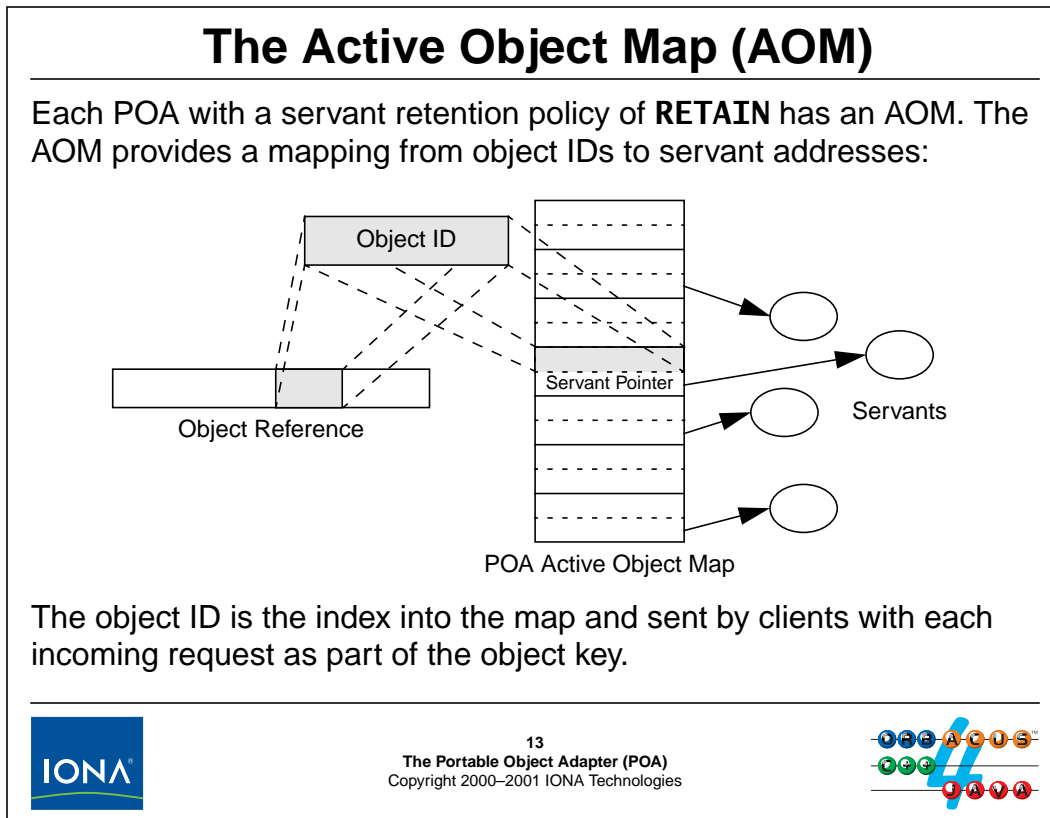 The Active Object Map (AOM)
Each POA with a servant retention policy of RETAIN has an AOM. The
AOM provides a mapping from object IDs to servant addresses:
Object ID
Servant Pointer
Object Reference
Servants
POA Active Object Map
The object ID is the index into the map and sent by clients with each
incoming request as part of the object key.
IONA
13
The Portable Object Adapter (POA)
Copyright 2000–2001 IONA Technologies
ORBACUS™
C++
4
JAVA